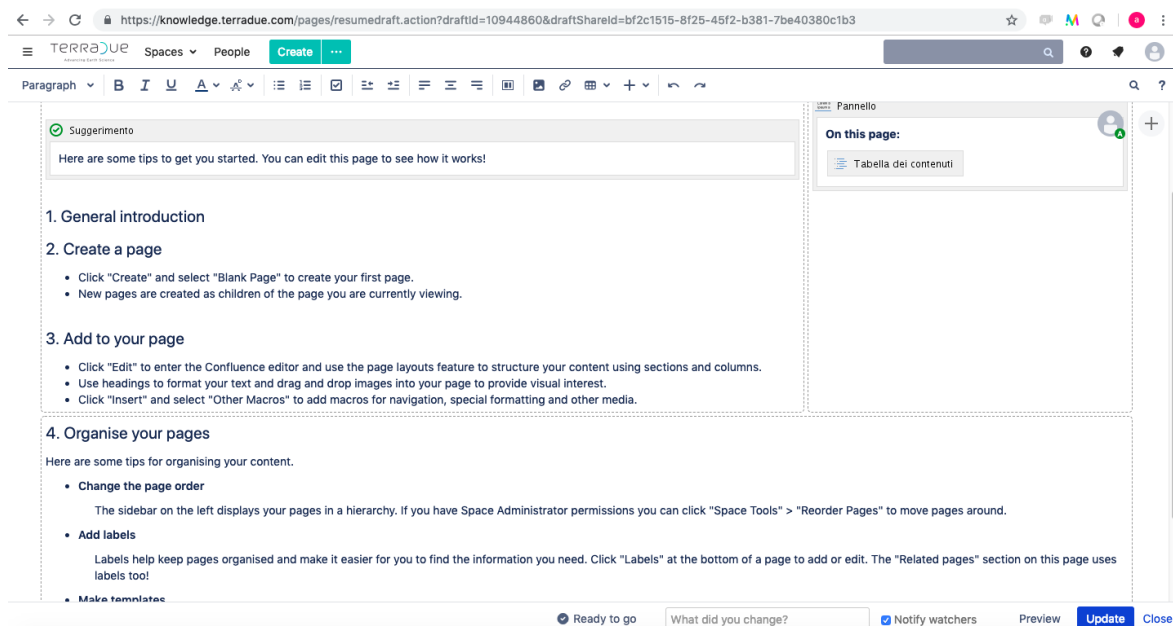 https://knowledge.terradue.com/pages/resumedraft.action?draftId=10944860&draftShareId=bf2c1515-8f25-45f2-b381-7be40380c1b3
TERRADUE Spaces People Create ...
Advancing Earth Science
Paragraph B I U A
Pannello
Suggerimento
On this page:
Here are some tips to get you started. You can edit this page to see how it works!
Tabella dei contenuti
1. General introduction
2. Create a page
• Click "Create" and select "Blank Page" to create your first page.
• New pages are created as children of the page you are currently viewing.
3. Add to your page
• Click "Edit" to enter the Confluence editor and use the page layouts feature to structure your content using sections and columns.
• Use headings to format your text and drag and drop images into your page to provide visual interest.
• Click "Insert" and select "Other Macros" to add macros for navigation, special formatting and other media.
4. Organise your pages
Here are some tips for organising your content.
• Change the page order
The sidebar on the left displays your pages in a hierarchy. If you have Space Administrator permissions you can click "Space Tools" > "Reorder Pages" to move pages around.
• Add labels
Labels help keep pages organised and make it easier for you to find the information you need. Click "Labels" at the bottom of a page to add or edit. The "Related pages" section on this page uses
labels too!
• Make templates
Ready to go What did you change? Notify watchers Preview Update Close